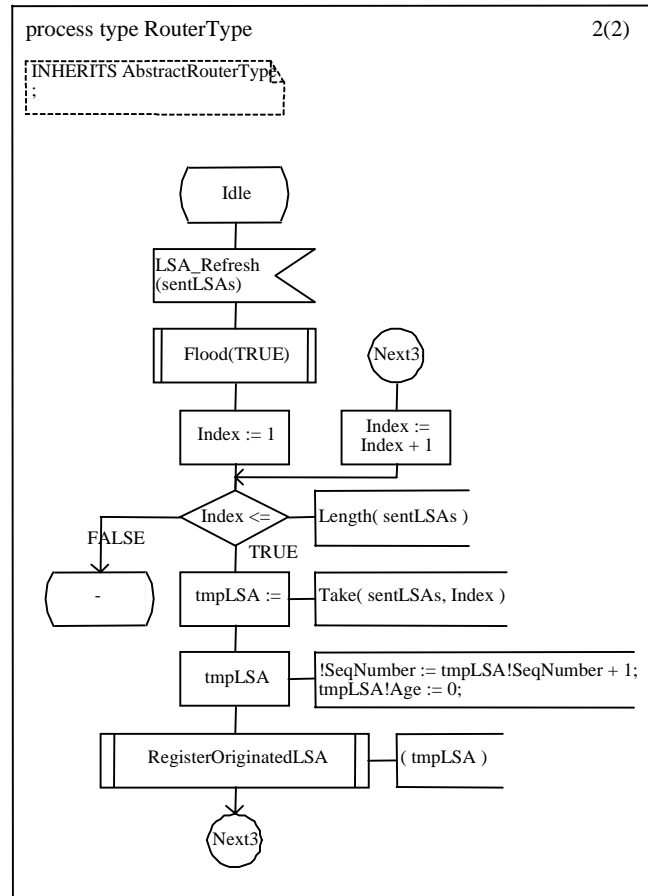 process type RouterType
2(2)
INHERITS AbstractRouterType
;
Idle
LSA_Refresh
(sentLSAs)
Flood(TRUE)
Next3
Index := 1
Index :=
Index + 1
Index <=
Length( sentLSAs )
FALSE
TRUE
-
tmpLSA :=
Take( sentLSAs, Index )
tmpLSA
!SeqNumber := tmpLSA!SeqNumber + 1;
tmpLSA!Age := 0;
RegisterOriginatedLSA
( tmpLSA )
Next3